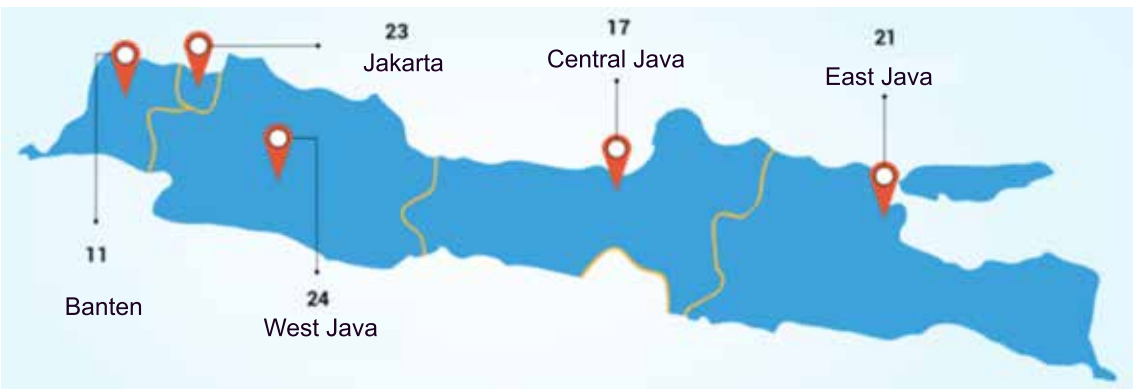 23
Jakarta
17
Central Java
21
East Java
11
Banten
24
West Java